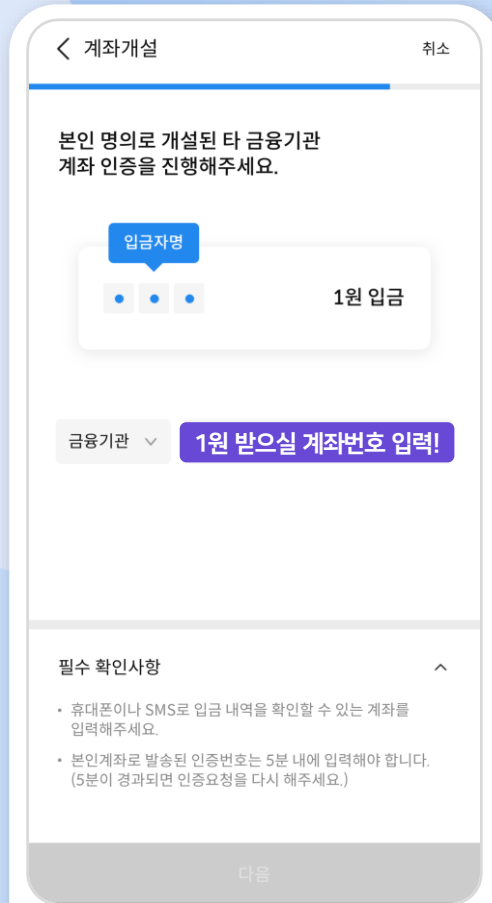 계좌개설
취소
본인 명의로 개설된 타 금융기관
계좌 인증을 진행해주세요.
입금자명
1원 입금
금융기관
1원 받으실 계좌번호 입력!
필수 확인사항
• 휴대폰이나 SMS로 입금 내역을 확인할 수 있는 계좌를
입력해주세요.
• 본인계좌로 발송된 인증번호는 5분 내에 입력해야 합니다.
(5분이 경과되면 인증요청을 다시 해주세요.)
다음